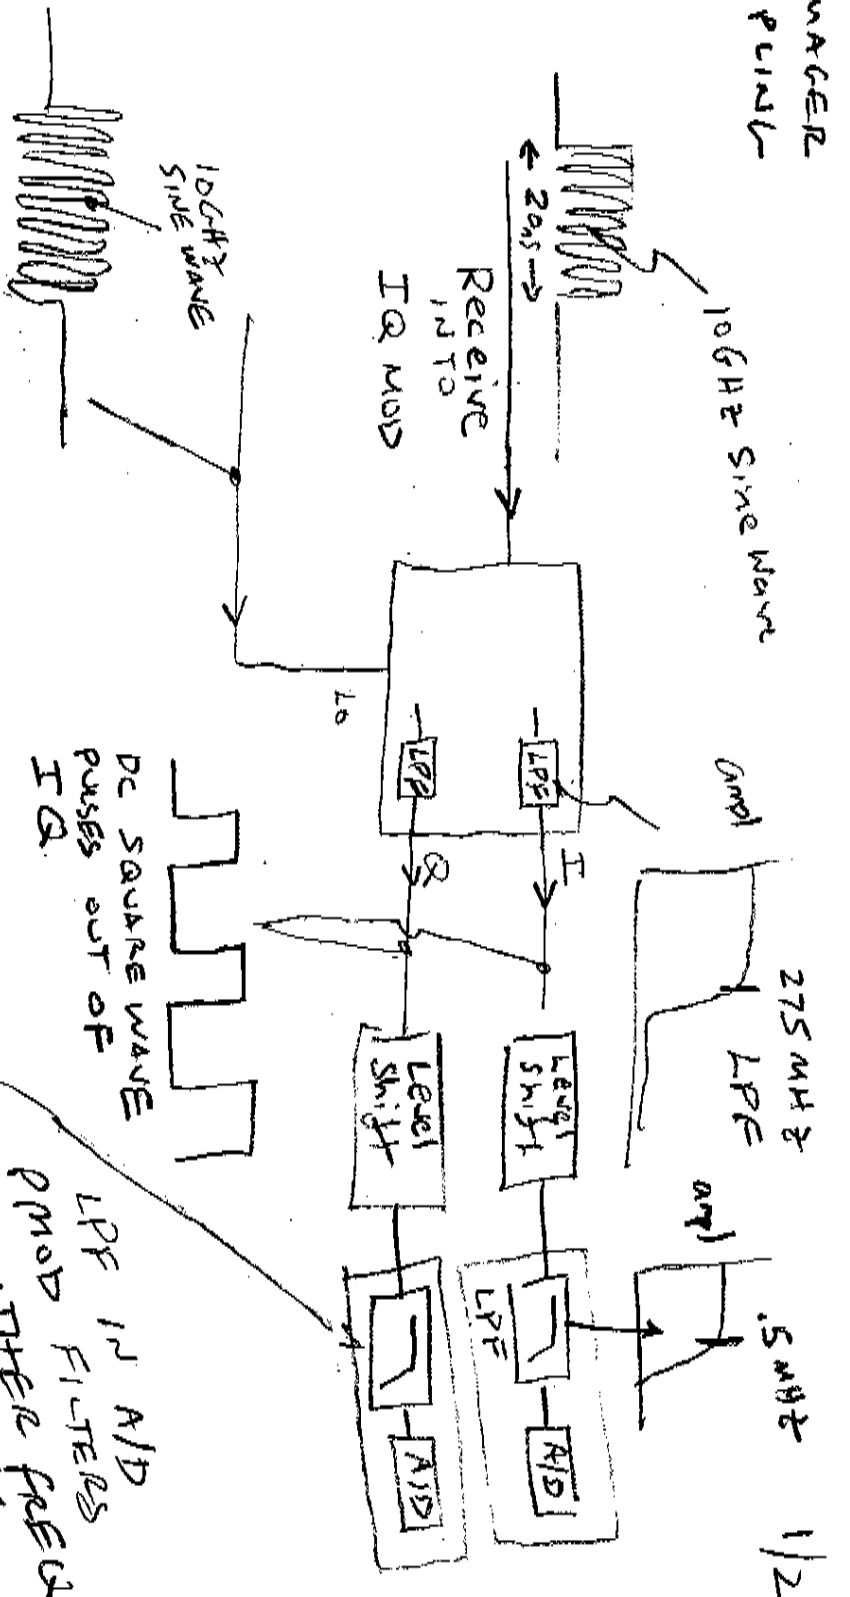 MAGER
PLING
10GHZ Sine Wave
← 20ns →
Receive
INTO
IQ MOD
10GHZ
SINE WAVE
LO
LPF
LPF
I
Q
ampl
275 MHZ
LPF
Level
Shift
Level
Shift
ampl
.5 MHZ
1/2
LPF
A/D
A/D
DC SQUARE WAVE
PULSES OUT OF
IQ
LPF IN A/D
PMOD FILTERS
FREQ